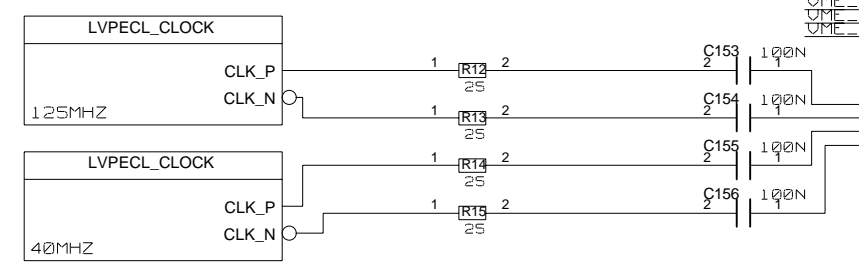 VME_
VME_
LVPECL_CLOCK
CLK_P
CLK_N
125MHZ
1 R12 2
25
C153 100N
2 1
1 R13 2
25
C154 100N
2 1
LVPECL_CLOCK
CLK_P
CLK_N
40MHZ
1 R14 2
25
C155 100N
2 1
1 R15 2
25
C156 100N
2 1